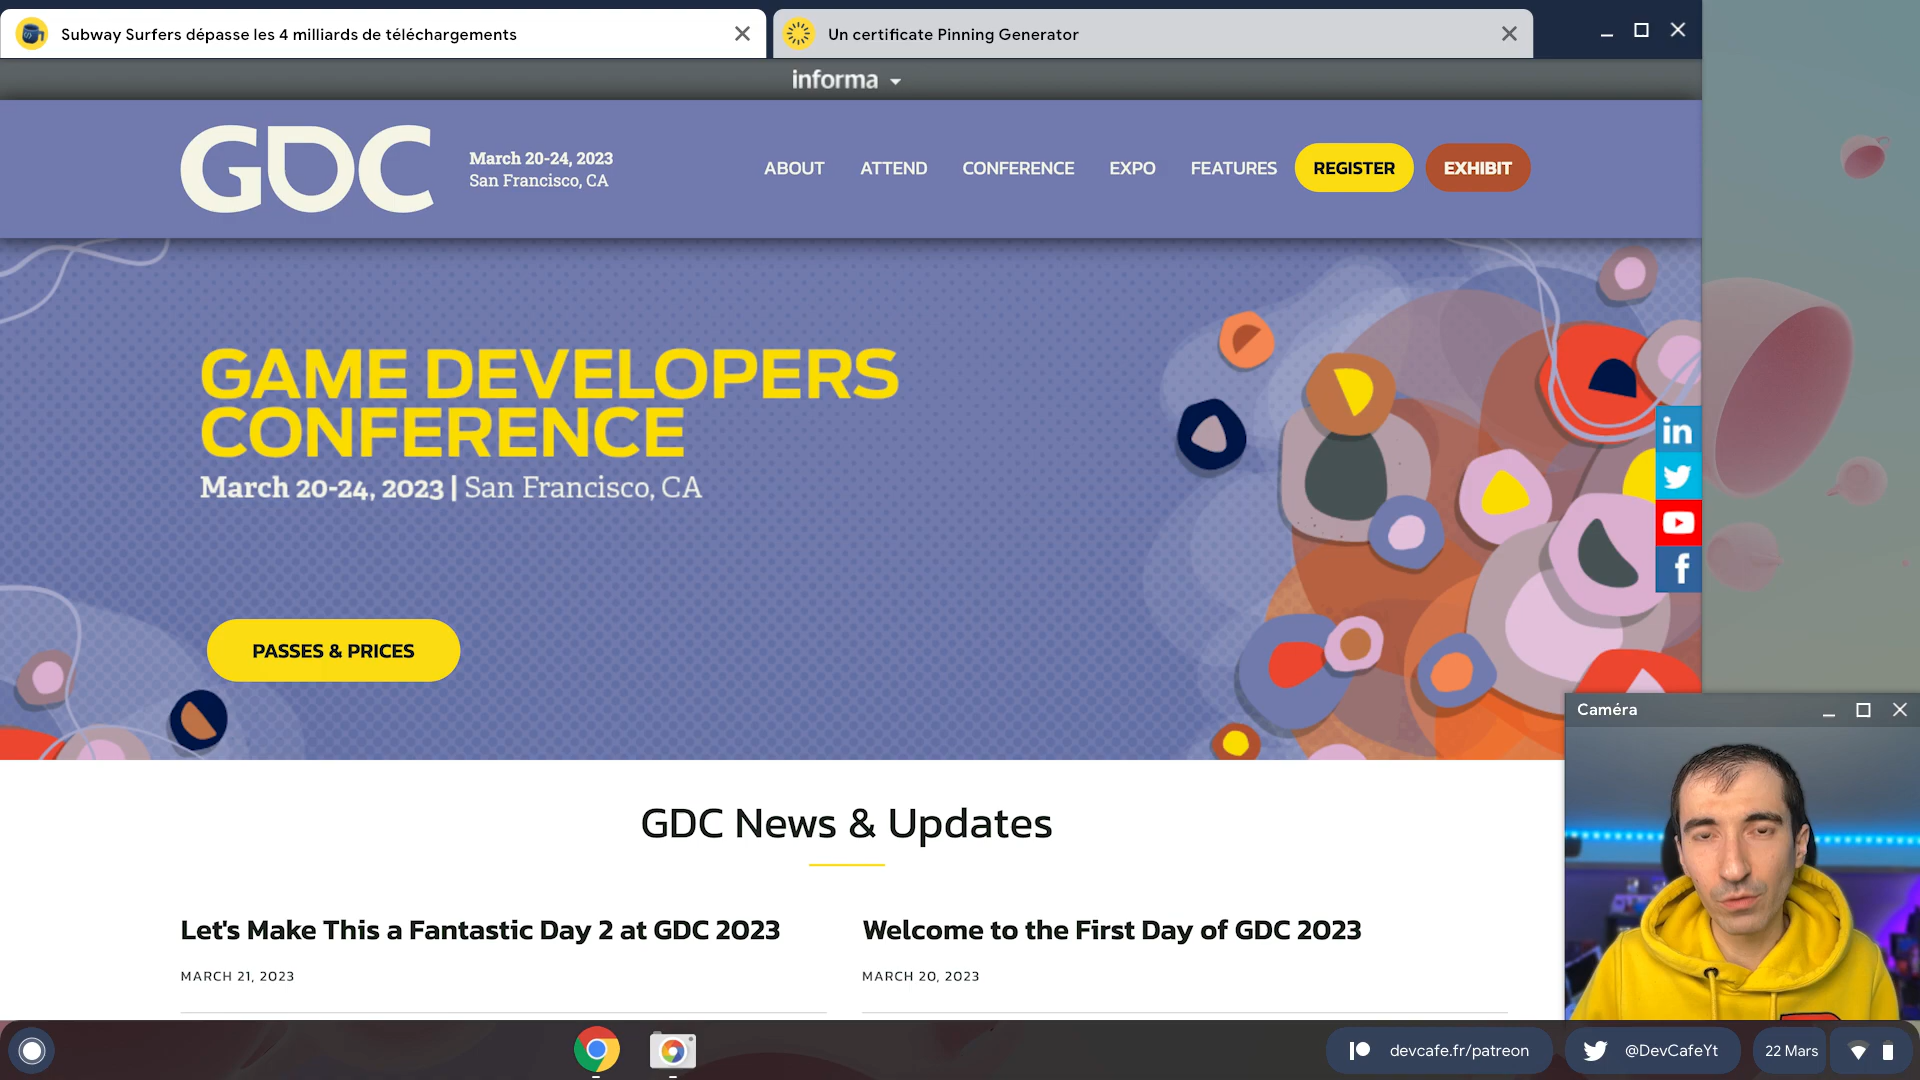 Subway Surfers dépasse les 4 milliards de téléchargements
Un certificate Pinning Generator
informa
GDC
March 20-24, 2023
San Francisco, CA
ABOUT
ATTEND
CONFERENCE
EXPO
FEATURES
REGISTER
EXHIBIT
GAME DEVELOPERS
CONFERENCE
March 20-24, 2023 | San Francisco, CA
in
f
PASSES & PRICES
Caméra
GDC News & Updates
Let's Make This a Fantastic Day 2 at GDC 2023
MARCH 21, 2023
Welcome to the First Day of GDC 2023
MARCH 20, 2023
devcafe.fr/patreon
@DevCafeYt
22 Mars